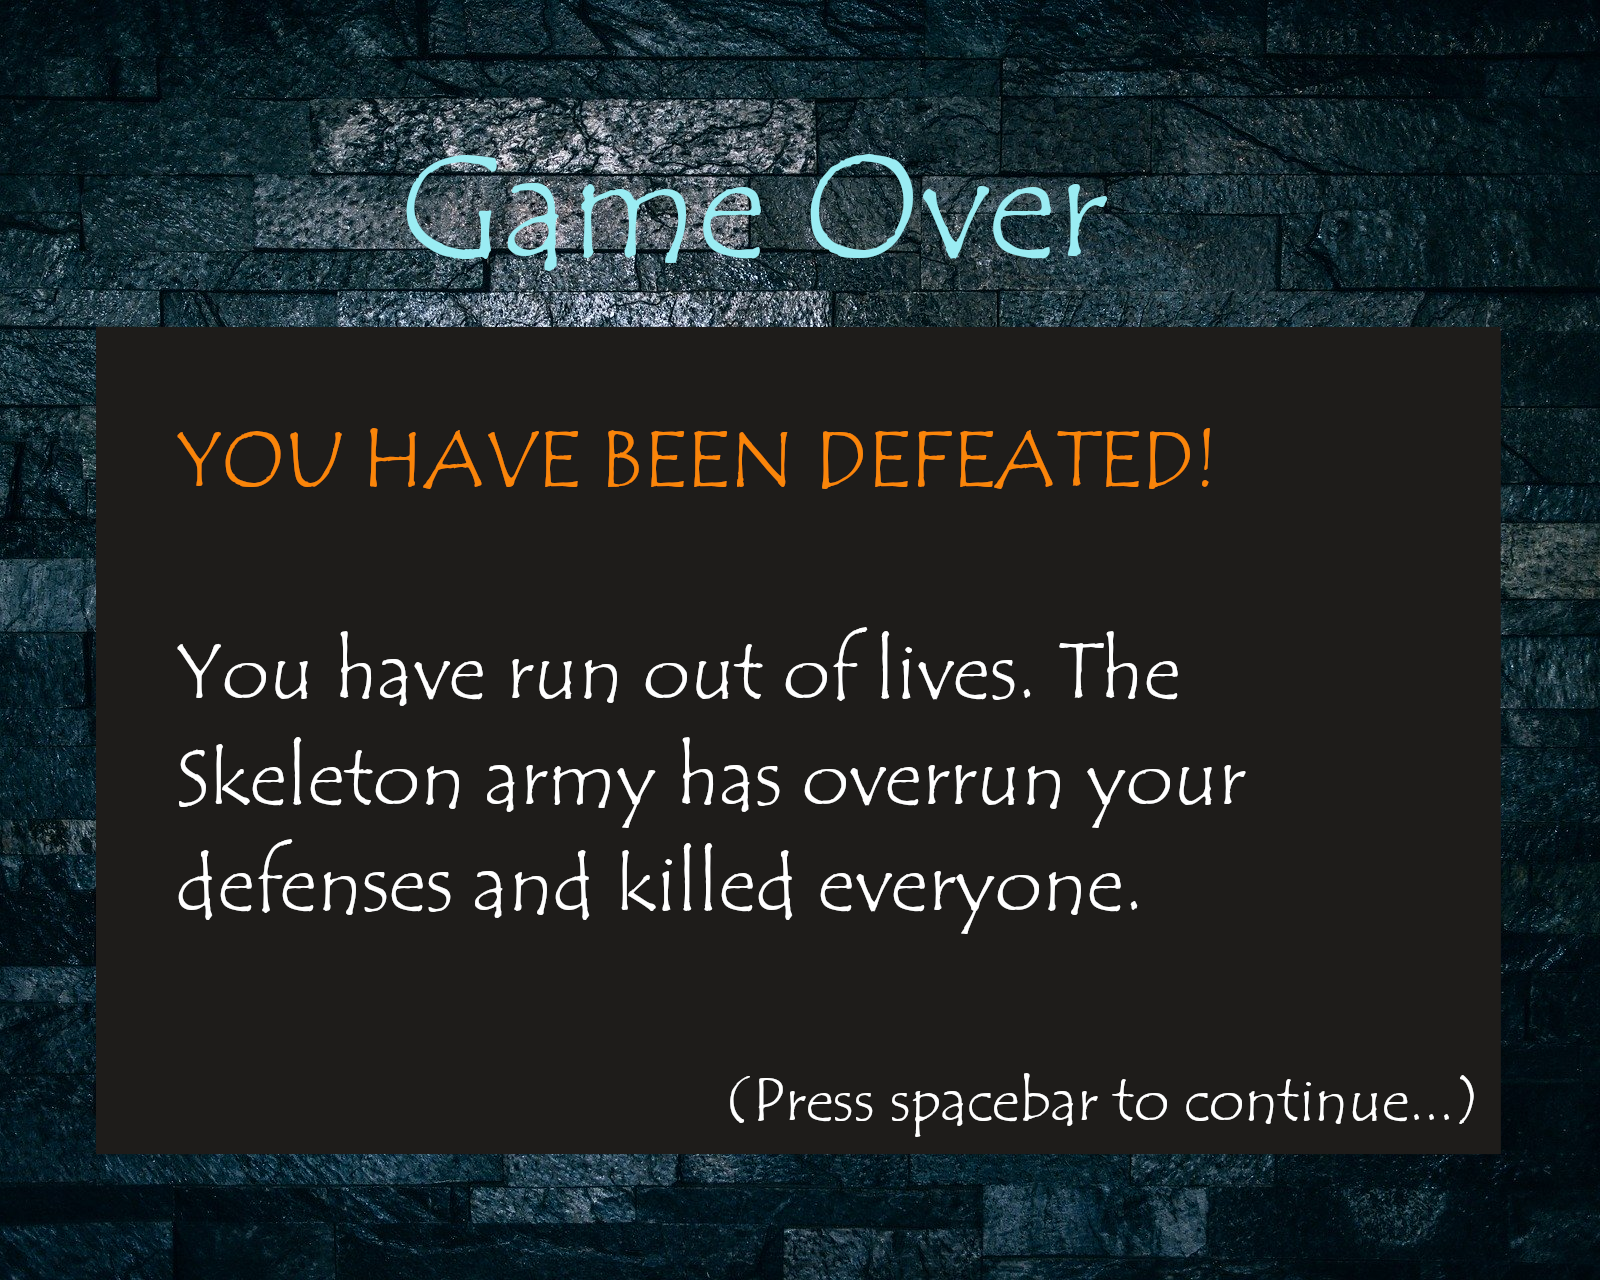 Game Over
YOU HAVE BEEN DEFEATED!
You have run out of lives. The
Skeleton army has overrun your
defenses and killed everyone.
(Press spacebar to continue...)